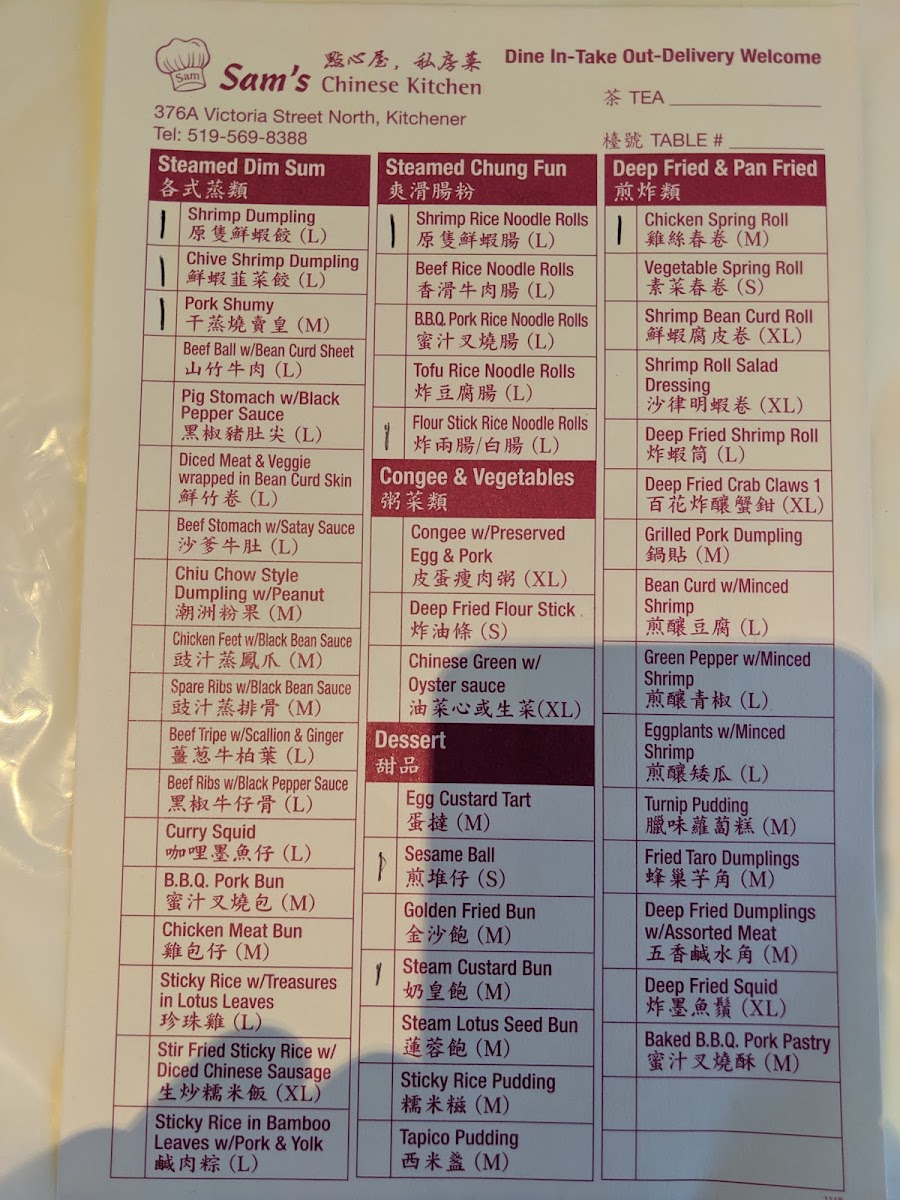 Sam
Sam's
點心屋，私房菜
Chinese Kitchen
Dine In-Take Out-Delivery Welcome
376A Victoria Street North, Kitchener
Tel: 519-569-8388
茶 TEA
檯號 TABLE #
Steamed Dim Sum
各式蒸類
Shrimp Dumpling
原隻鮮蝦餃 (L)
Chive Shrimp Dumpling
鮮蝦韮菜餃 (L)
Pork Shumy
干蒸燒賣皇 (M)
Beef Ball w/Bean Curd Sheet
山竹牛肉 (L)
Pig Stomach w/Black
Pepper Sauce
黑椒豬肚尖 (L)
Diced Meat & Veggie
wrapped in Bean Curd Skin
鮮竹卷 (L)
Beef Stomach w/Satay Sauce
沙爹牛肚 (L)
Chiu Chow Style
Dumpling w/Peanut
潮洲粉果 (M)
Chicken Feet w/Black Bean Sauce
豉汁蒸鳳爪 (M)
Spare Ribs w/Black Bean Sauce
豉汁蒸排骨 (M)
Beef Tripe w/Scallion & Ginger
薑葱牛柏葉 (L)
Beef Ribs w/Black Pepper Sauce
黑椒牛仔骨 (L)
Curry Squid
咖哩墨魚仔 (L)
B.B.Q. Pork Bun
蜜汁叉燒包 (M)
Chicken Meat Bun
雞包仔 (M)
Sticky Rice w/Treasures
in Lotus Leaves
珍珠雞 (L)
Stir Fried Sticky Rice w/
Diced Chinese Sausage
生炒糯米飯 (XL)
Sticky Rice in Bamboo
Leaves w/Pork & Yolk
鹹肉粽 (L)
Steamed Chung Fun
爽滑腸粉
Shrimp Rice Noodle Rolls
原隻鮮蝦腸 (L)
Beef Rice Noodle Rolls
香滑牛肉腸 (L)
B.B.Q. Pork Rice Noodle Rolls
蜜汁叉燒腸 (L)
Tofu Rice Noodle Rolls
炸豆腐腸 (L)
Flour Stick Rice Noodle Rolls
炸兩腸/白腸 (L)
Congee & Vegetables
粥菜類
Congee w/Preserved
Egg & Pork
皮蛋瘦肉粥 (XL)
Deep Fried Flour Stick
炸油條 (S)
Chinese Green w/
Oyster sauce
油菜心或生菜(XL)
Dessert
甜品
Egg Custard Tart
蛋撻 (M)
Sesame Ball
煎堆仔 (S)
Golden Fried Bun
金沙飽 (M)
Steam Custard Bun
奶皇飽 (M)
Steam Lotus Seed Bun
蓮蓉飽 (M)
Sticky Rice Pudding
糯米糍 (M)
Tapico Pudding
西米盞 (M)
Deep Fried & Pan Fried
煎炸類
Chicken Spring Roll
雞絲春卷 (M)
Vegetable Spring Roll
素菜春卷 (S)
Shrimp Bean Curd Roll
鮮蝦腐皮卷 (XL)
Shrimp Roll Salad
Dressing
沙律明蝦卷 (XL)
Deep Fried Shrimp Roll
炸蝦筒 (L)
Deep Fried Crab Claws 1
百花炸釀蟹鉗 (XL)
Grilled Pork Dumpling
鍋貼 (M)
Bean Curd w/Minced
Shrimp
煎釀豆腐 (L)
Green Pepper w/Minced
Shrimp
煎釀青椒 (L)
Eggplants w/Minced
Shrimp
煎釀矮瓜 (L)
Turnip Pudding
臘味蘿蔔糕 (M)
Fried Taro Dumplings
蜂巢芋角 (M)
Deep Fried Dumplings
w/Assorted Meat
五香鹹水角 (M)
Deep Fried Squid
炸墨魚鬚 (XL)
Baked B.B.Q. Pork Pastry
蜜汁叉燒酥 (M)